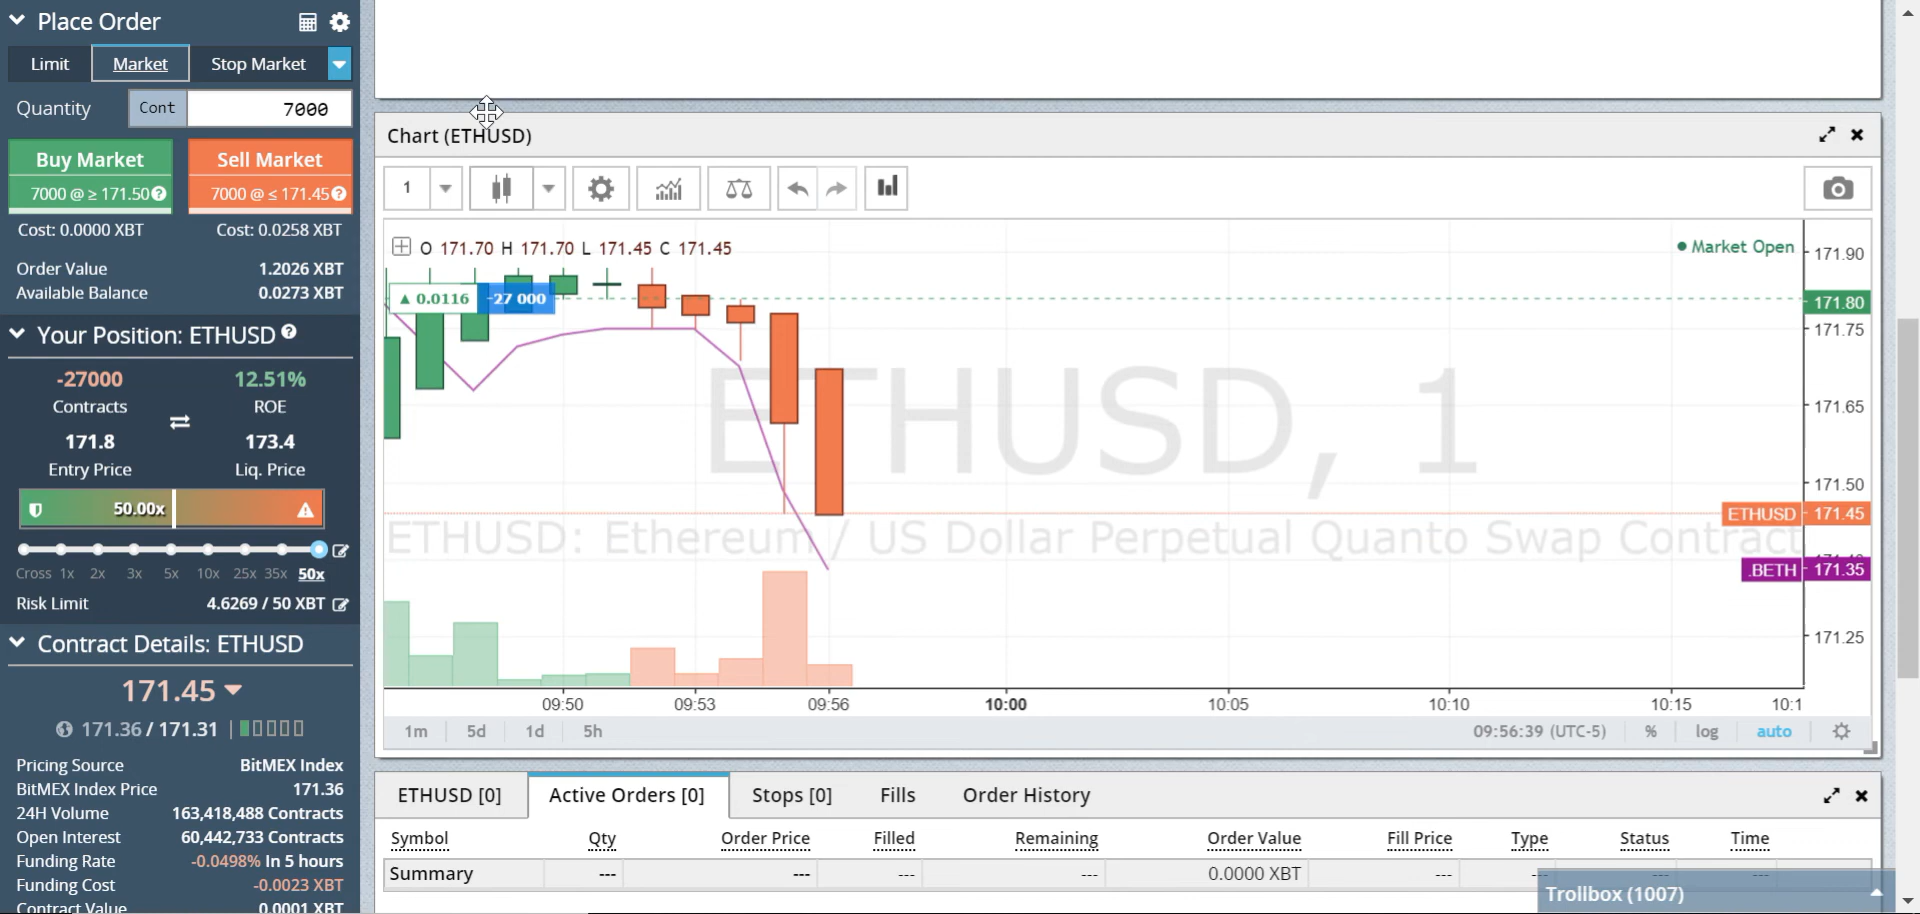 Place Order
Limit Market Stop Market
Quantity Cont 7000
Buy Market
7000 @ ≥ 171.50
Sell Market
7000 @ ≤ 171.45
Cost: 0.0000 XBT Cost: 0.0258 XBT
Order Value 1.2026 XBT
Available Balance 0.0273 XBT
Your Position: ETHUSD
-27000 12.51%
Contracts ROE
171.8 173.4
Entry Price Liq. Price
50.00x
Cross 1x 2x 3x 5x 10x 25x 35x 50x
Risk Limit 4.6269 / 50 XBT
Contract Details: ETHUSD
171.45
171.36 / 171.31
Pricing Source BitMEX Index
BitMEX Index Price 171.36
24H Volume 163,418,488 Contracts
Open Interest 60,442,733 Contracts
Funding Rate -0.0498% In 5 hours
Funding Cost -0.0023 XBT
Contract Value 0.0001 XBT
Chart (ETHUSD)
1
O 171.70 H 171.70 L 171.45 C 171.45
Market Open
171.90
▲ 0.0116 -27 000
171.80
171.75
171.65
171.50
ETHUSD 171.45
.BETH 171.35
171.25
ETHUSD, 1
ETHUSD: Ethereum / US Dollar Perpetual Quanto Swap Contract
09:50 09:53 09:56 10:00 10:05 10:10 10:15 10:1
1m 5d 1d 5h 09:56:39 (UTC-5) % log auto
ETHUSD [0] Active Orders [0] Stops [0] Fills Order History
Symbol Qty Order Price Filled Remaining Order Value Fill Price Type Status Time
Summary --- --- --- --- 0.0000 XBT --- --- --- ---
Trollbox (1007)